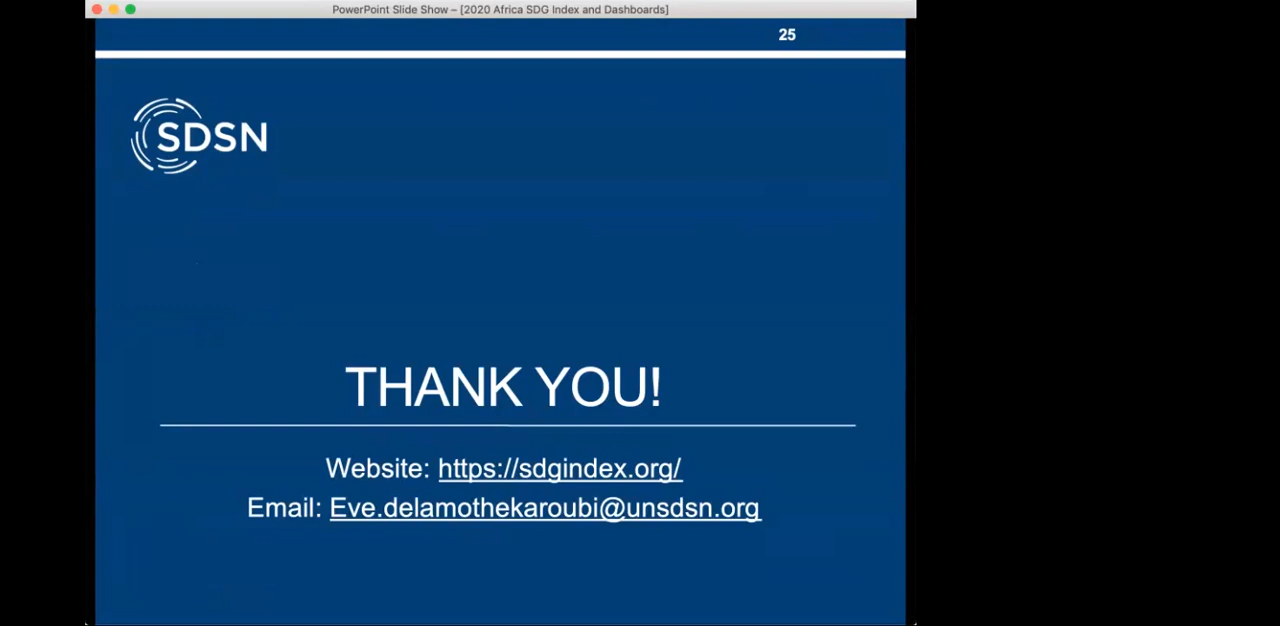 PowerPoint Slide Show – [2020 Africa SDG Index and Dashboards]
25
SDSN
THANK YOU!
Website: https://sdgindex.org/
Email: Eve.delamothekaroubi@unsdsn.org